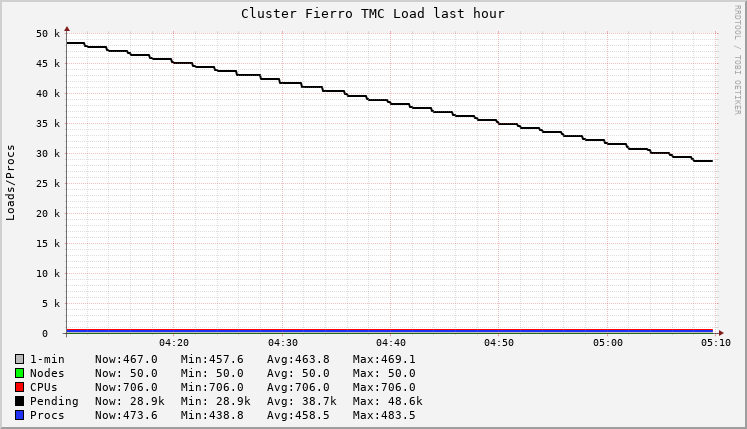 Cluster Fierro TMC Load last hour
RRDTOOL / TOBI OETIKER
Loads/Procs
50 k
45 k
40 k
35 k
30 k
25 k
20 k
15 k
10 k
5 k
0
04:20 04:30 04:40 04:50 05:00 05:10
1-min Now:467.0 Min:457.6 Avg:463.8 Max:469.1
Nodes Now: 50.0 Min: 50.0 Avg: 50.0 Max: 50.0
CPUs Now:706.0 Min:706.0 Avg:706.0 Max:706.0
Pending Now: 28.9k Min: 28.9k Avg: 38.7k Max: 48.6k
Procs Now:473.6 Min:438.8 Avg:458.5 Max:483.5